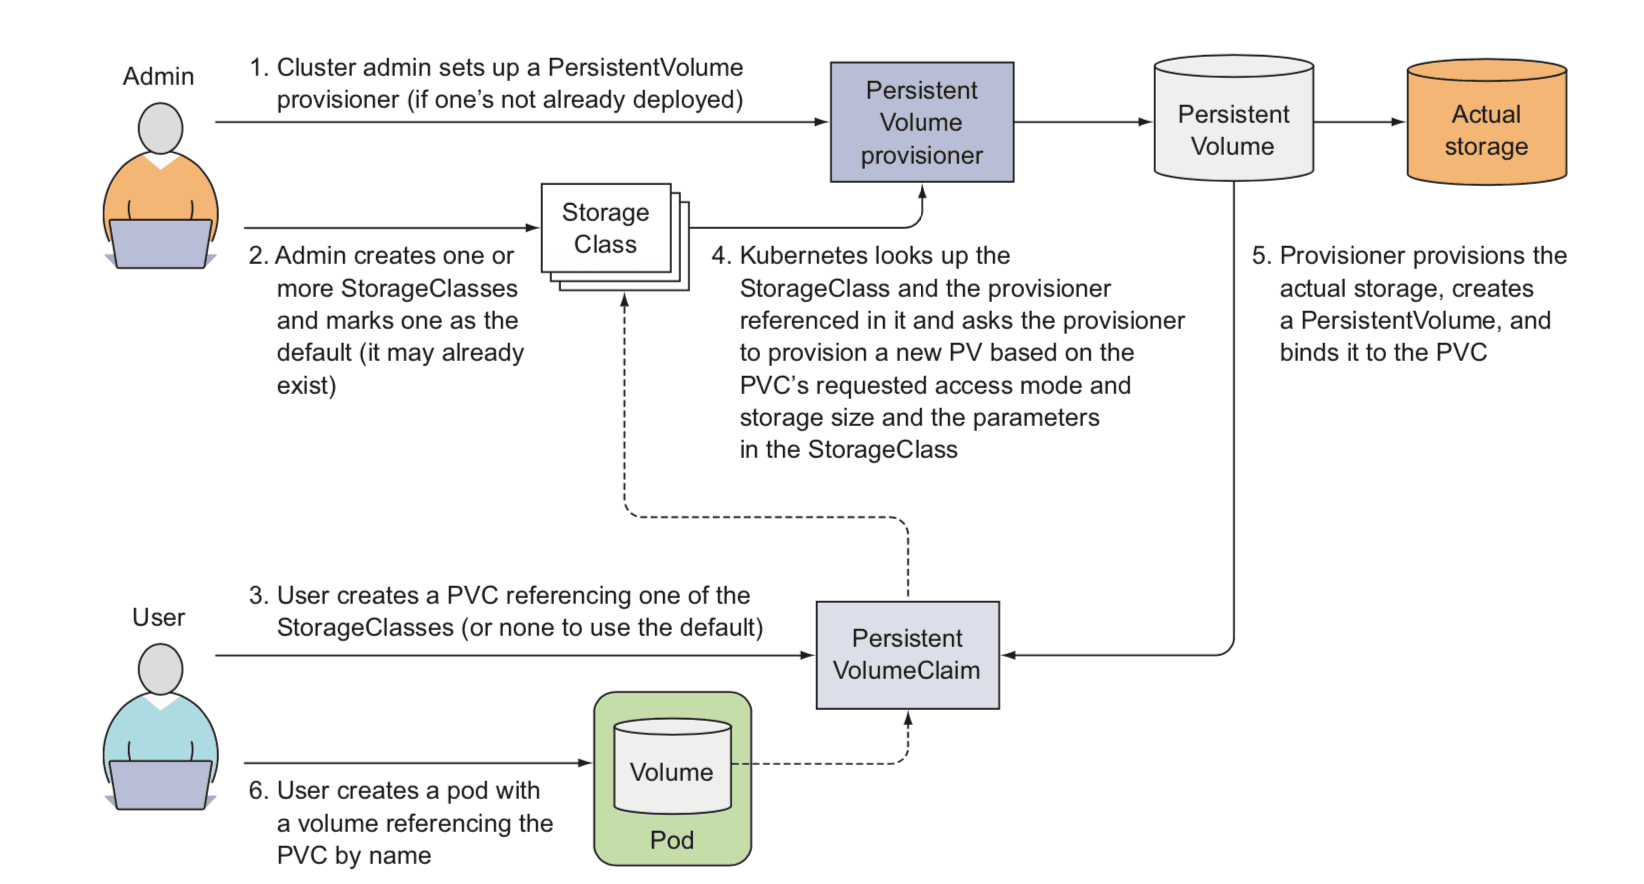 Admin
1. Cluster admin sets up a PersistentVolume
provisioner (if one's not already deployed)
Persistent
Volume
provisioner
Persistent
Volume
Actual
storage
Storage
Class
2. Admin creates one or
more StorageClasses
and marks one as the
default (it may already
exist)
4. Kubernetes looks up the
StorageClass and the provisioner
referenced in it and asks the provisioner
to provision a new PV based on the
PVC's requested access mode and
storage size and the parameters
in the StorageClass
5. Provisioner provisions the
actual storage, creates
a PersistentVolume, and
binds it to the PVC
User
3. User creates a PVC referencing one of the
StorageClasses (or none to use the default)
Persistent
VolumeClaim
Volume
Pod
6. User creates a pod with
a volume referencing the
PVC by name